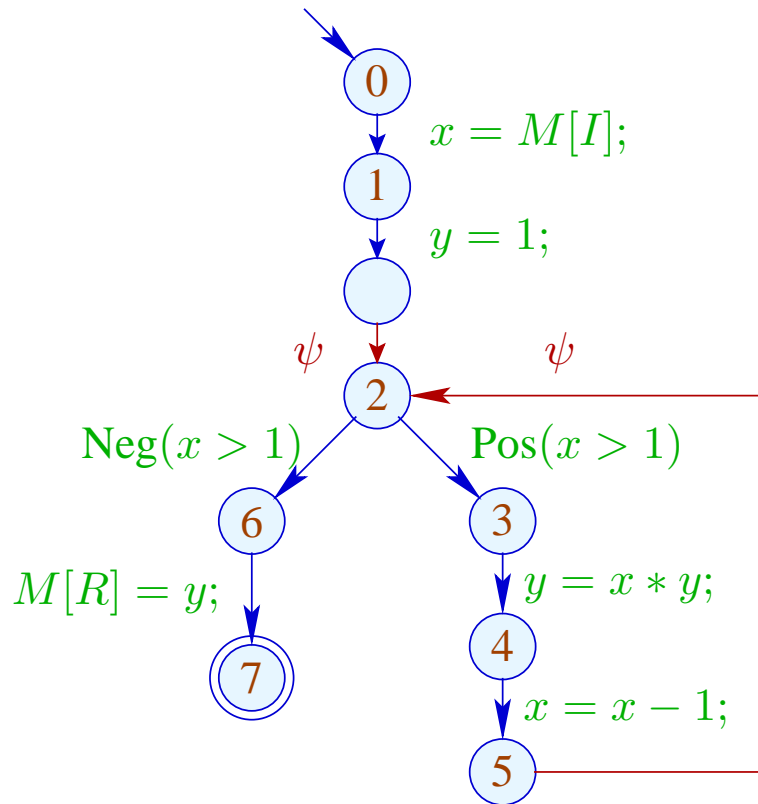 0
x = M[I];
1
y = 1;
ψ ψ
2
Neg(x > 1) Pos(x > 1)
6 3
M[R] = y; y = x ∗ y;
7 4
x = x − 1;
5